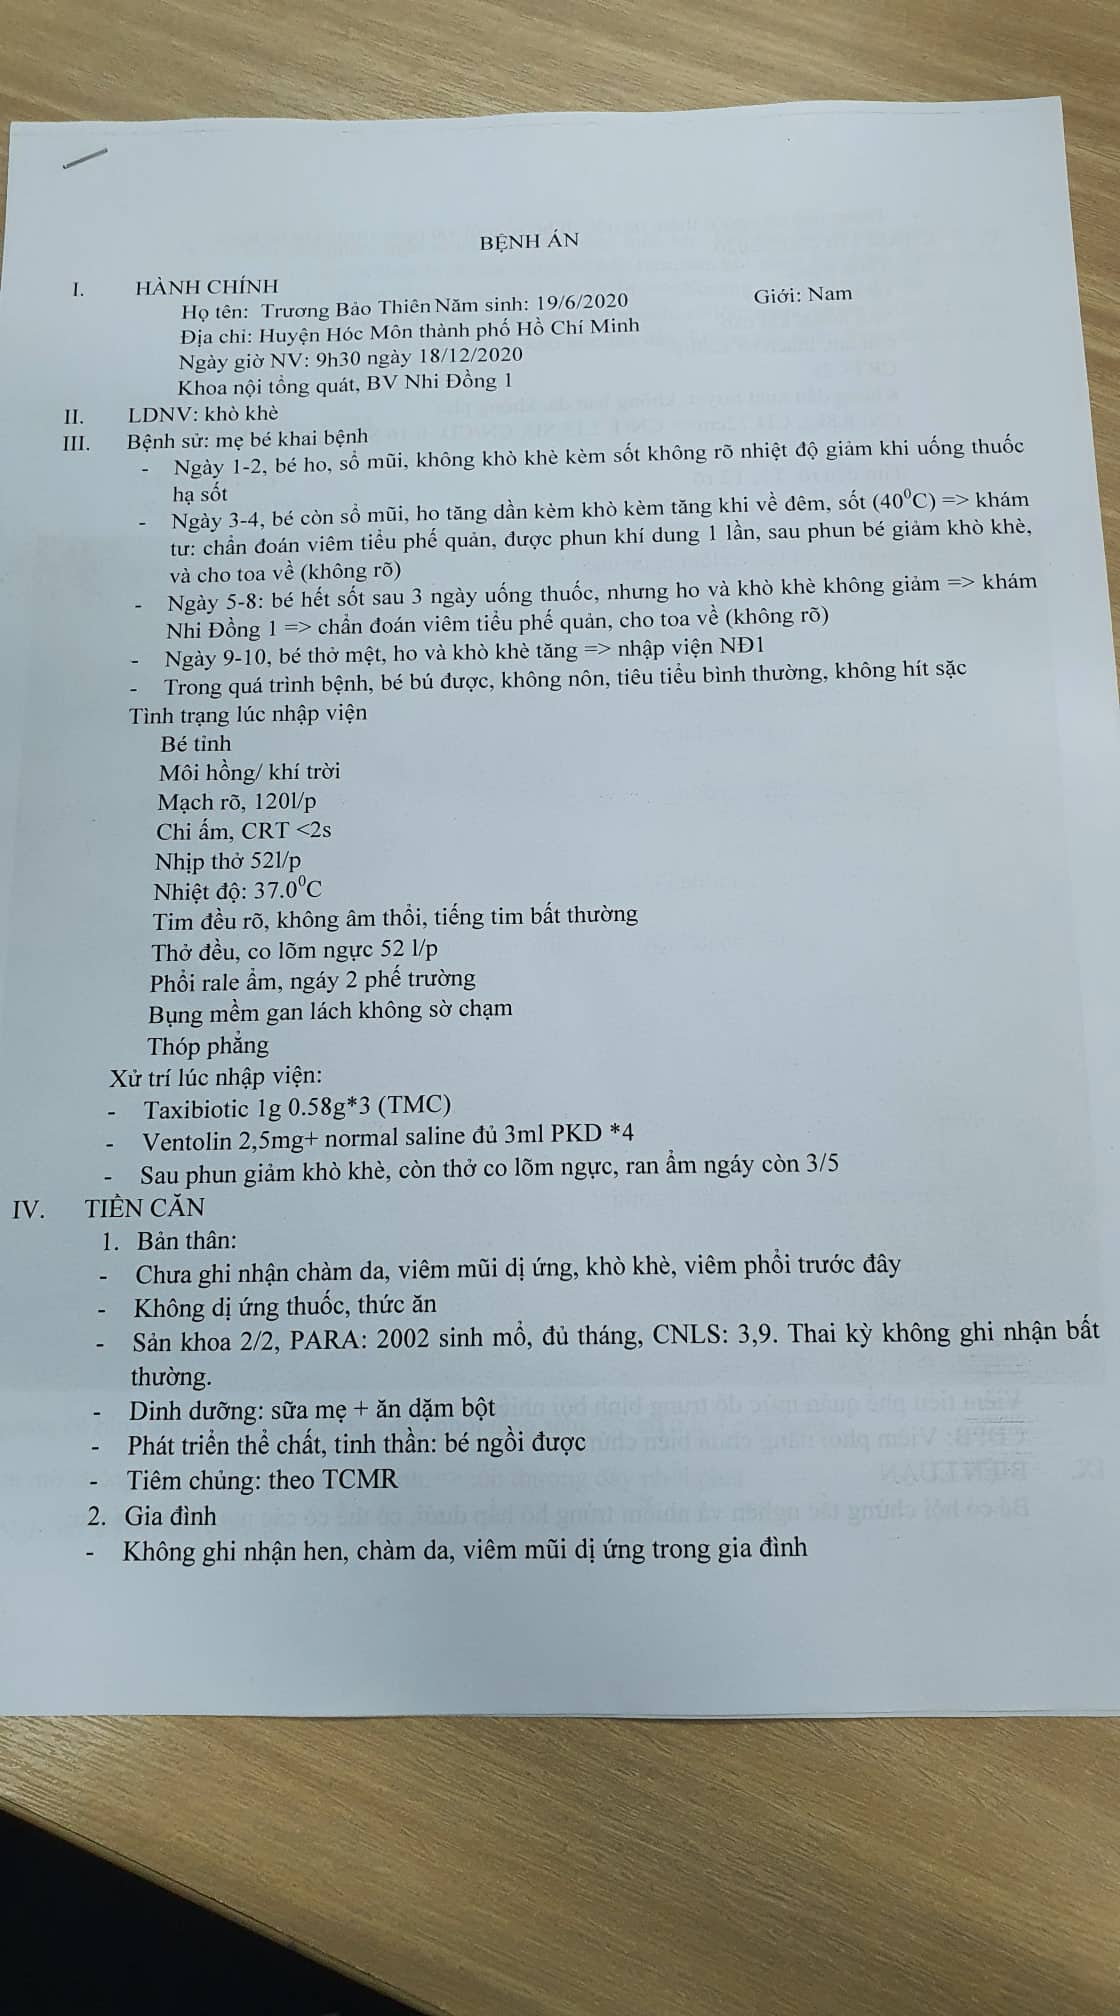 BỆNH ÁN
I. HÀNH CHÍNH
Họ tên: Trương Bảo Thiên Năm sinh: 19/6/2020 Giới: Nam
Địa chỉ: Huyện Hóc Môn thành phố Hồ Chí Minh
Ngày giờ NV: 9h30 ngày 18/12/2020
Khoa nội tổng quát, BV Nhi Đồng 1
II. LDNV: khò khè
III. Bệnh sử: mẹ bé khai bệnh
- Ngày 1-2, bé ho, sổ mũi, không khò khè kèm sốt không rõ nhiệt độ giảm khi uống thuốc
hạ sốt
- Ngày 3-4, bé còn sổ mũi, ho tăng dần kèm khò kèm tăng khi về đêm, sốt (40⁰C) => khám
tư: chẩn đoán viêm tiểu phế quản, được phun khí dung 1 lần, sau phun bé giảm khò khè,
và cho toa về (không rõ)
- Ngày 5-8: bé hết sốt sau 3 ngày uống thuốc, nhưng ho và khò khè không giảm => khám
Nhi Đồng 1 => chẩn đoán viêm tiểu phế quản, cho toa về (không rõ)
- Ngày 9-10, bé thở mệt, ho và khò khè tăng => nhập viện NĐ1
- Trong quá trình bệnh, bé bú được, không nôn, tiêu tiểu bình thường, không hít sặc
Tình trạng lúc nhập viện
Bé tỉnh
Môi hồng/ khí trời
Mạch rõ, 120l/p
Chi ấm, CRT <2s
Nhịp thở 52l/p
Nhiệt độ: 37.0⁰C
Tim đều rõ, không âm thổi, tiếng tim bất thường
Thở đều, co lõm ngực 52 l/p
Phổi rale ẩm, ngáy 2 phế trường
Bụng mềm gan lách không sờ chạm
Thóp phẳng
Xử trí lúc nhập viện:
- Taxibiotic 1g 0.58g*3 (TMC)
- Ventolin 2,5mg+ normal saline đủ 3ml PKD *4
- Sau phun giảm khò khè, còn thở co lõm ngực, ran ẩm ngáy còn 3/5
IV. TIỀN CĂN
1. Bản thân:
- Chưa ghi nhận chàm da, viêm mũi dị ứng, khò khè, viêm phổi trước đây
- Không dị ứng thuốc, thức ăn
- Sản khoa 2/2, PARA: 2002 sinh mổ, đủ tháng, CNLS: 3,9. Thai kỳ không ghi nhận bất
thường.
- Dinh dưỡng: sữa mẹ + ăn dặm bột
- Phát triển thể chất, tinh thần: bé ngồi được
- Tiêm chủng: theo TCMR
2. Gia đình
- Không ghi nhận hen, chàm da, viêm mũi dị ứng trong gia đình